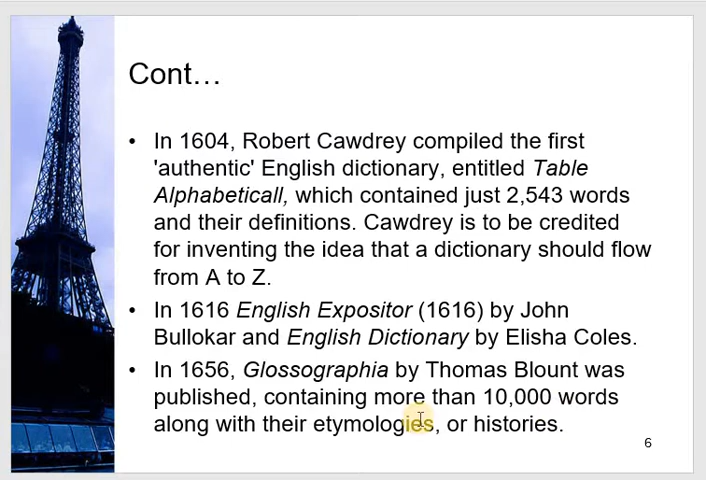 Cont…
• In 1604, Robert Cawdrey compiled the first
'authentic' English dictionary, entitled Table
Alphabeticall, which contained just 2,543 words
and their definitions. Cawdrey is to be credited
for inventing the idea that a dictionary should flow
from A to Z.
• In 1616 English Expositor (1616) by John
Bullokar and English Dictionary by Elisha Coles.
• In 1656, Glossographia by Thomas Blount was
published, containing more than 10,000 words
along with their etymologies, or histories.
6